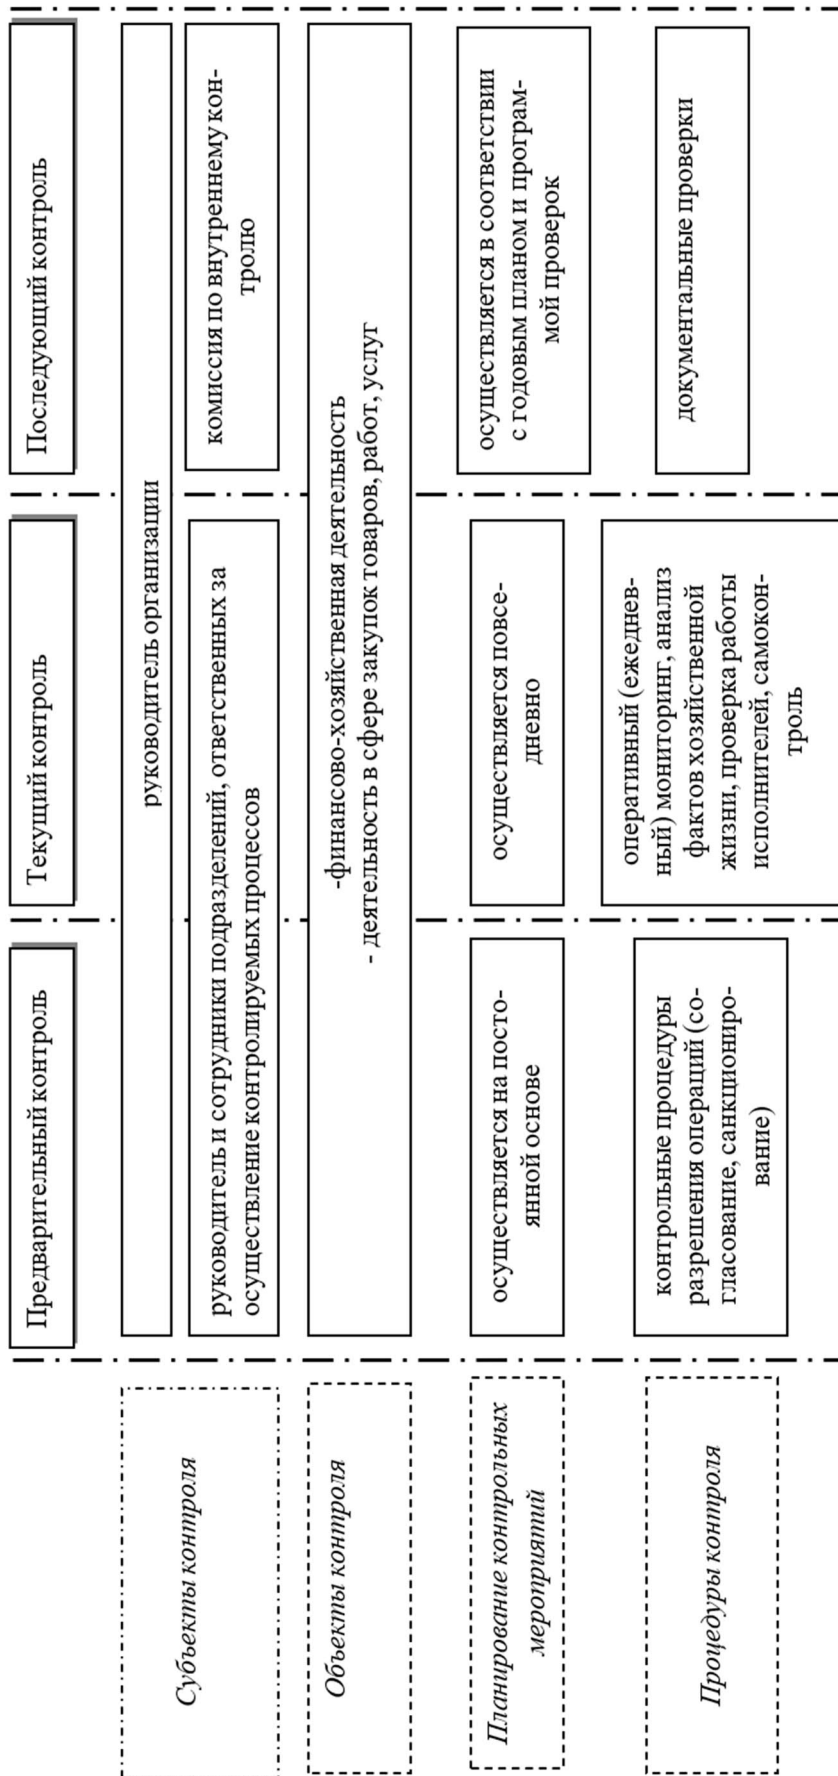 Предварительный контроль
Текущий контроль
Последующий контроль
Субъекты контроля
руководитель организации
руководитель и сотрудники подразделений, ответственных за
осуществление контролируемых процессов
комиссия по внутреннему кон-
тролю
Объекты контроля
-финансово-хозяйственная деятельность
- деятельность в сфере закупок товаров, работ, услуг
Планирование контрольных
мероприятий
осуществляется на посто-
янной основе
осуществляется повсе-
дневно
осуществляется в соответствии
с годовым планом и програм-
мой проверок
Процедуры контроля
контрольные процедуры
разрешения операций (со-
гласование, санкциониро-
вание)
оперативный (ежеднев-
ный) мониторинг, анализ
фактов хозяйственной
жизни, проверка работы
исполнителей, самокон-
троль
документальные проверки